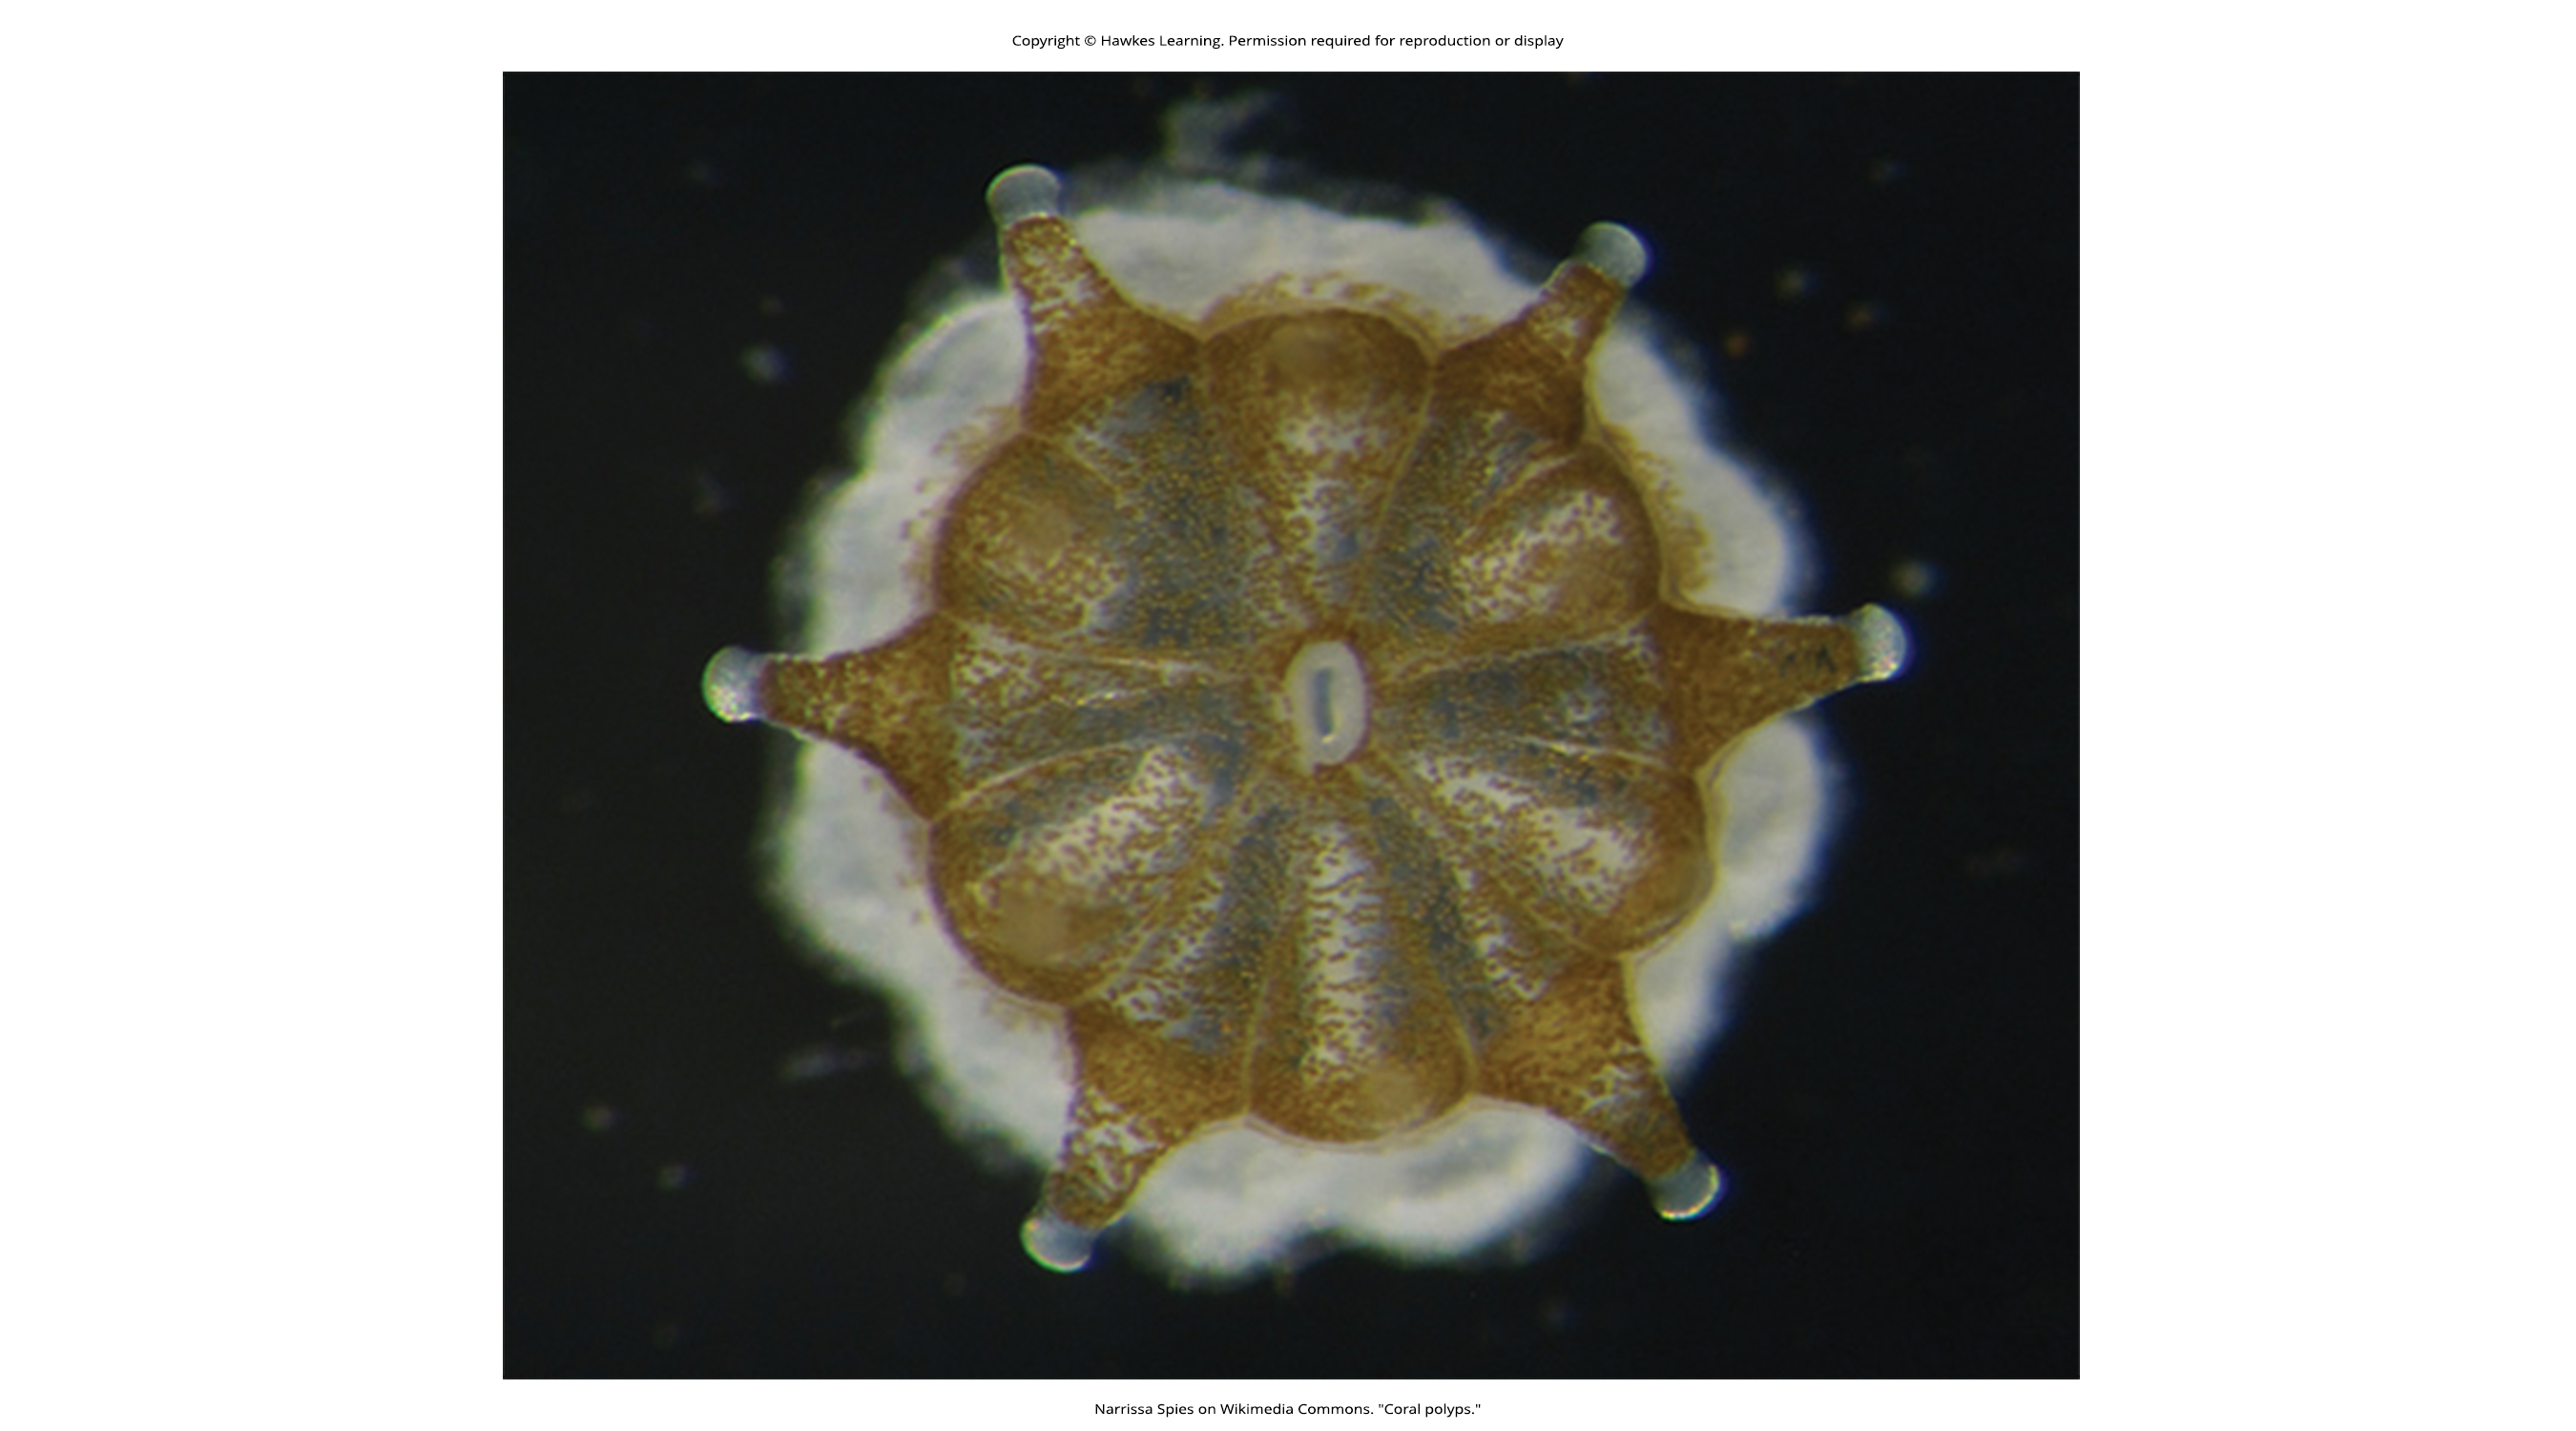 Copyright © Hawkes Learning. Permission required for reproduction or display
Narrissa Spies on Wikimedia Commons. "Coral polyps."